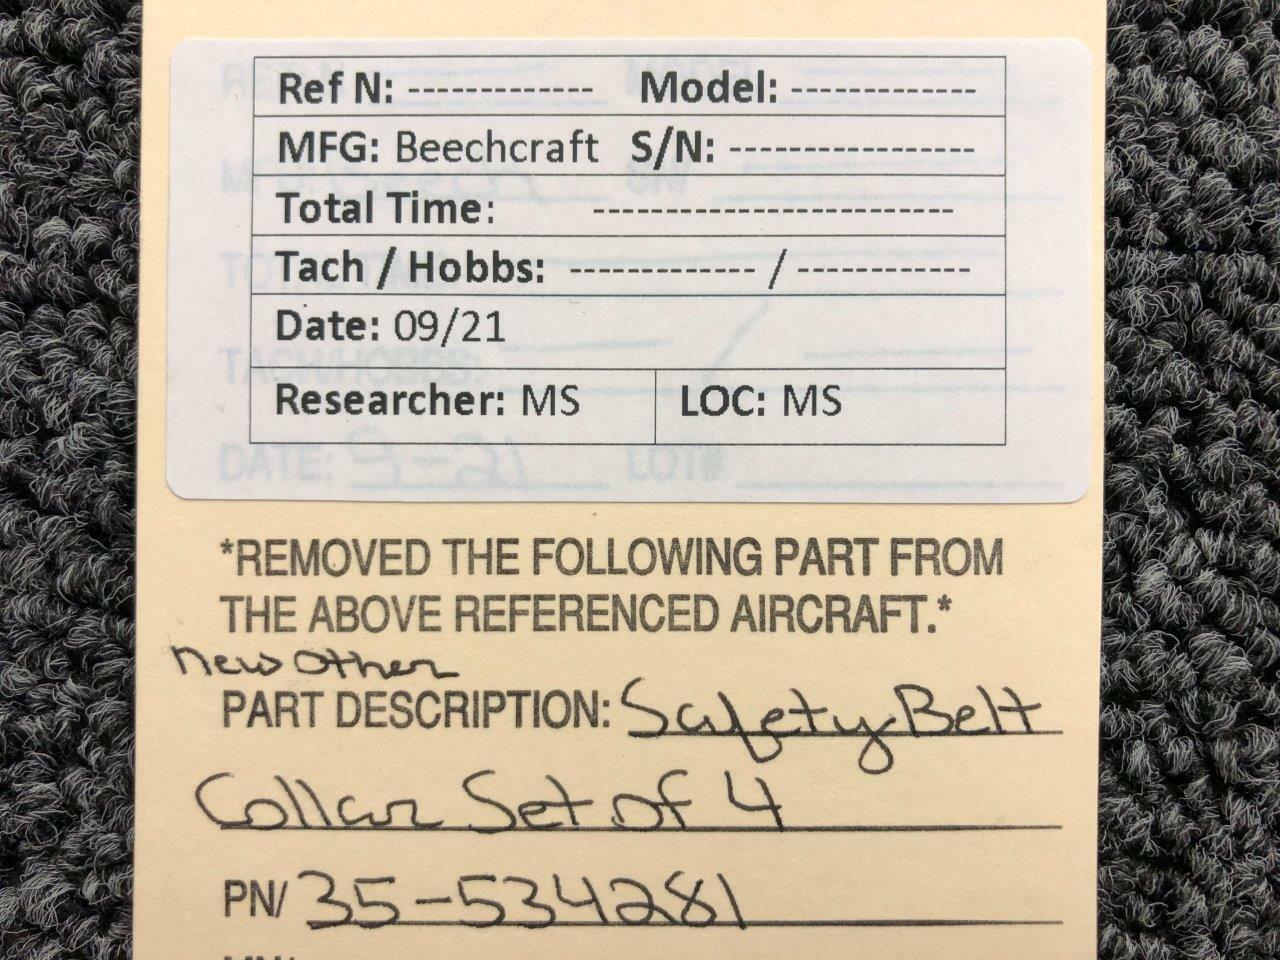 Ref N: ------------- Model: -------------
MFG: Beechcraft S/N: -----------------
Total Time: -------------------------
Tach / Hobbs: ------------- / ------------
Date: 09/21
Researcher: MS LOC: MS
*REMOVED THE FOLLOWING PART FROM
THE ABOVE REFERENCED AIRCRAFT.*
New Other
PART DESCRIPTION: Safety Belt
Collar Set of 4
PN/ 35-534281